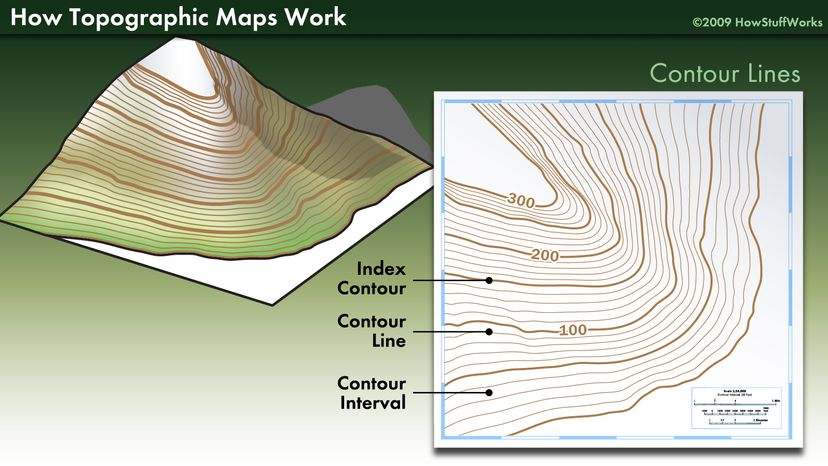 How Topographic Maps Work
©2009 HowStuffWorks
Contour Lines
300
200
Index
Contour
100
Contour
Line
Contour
Interval